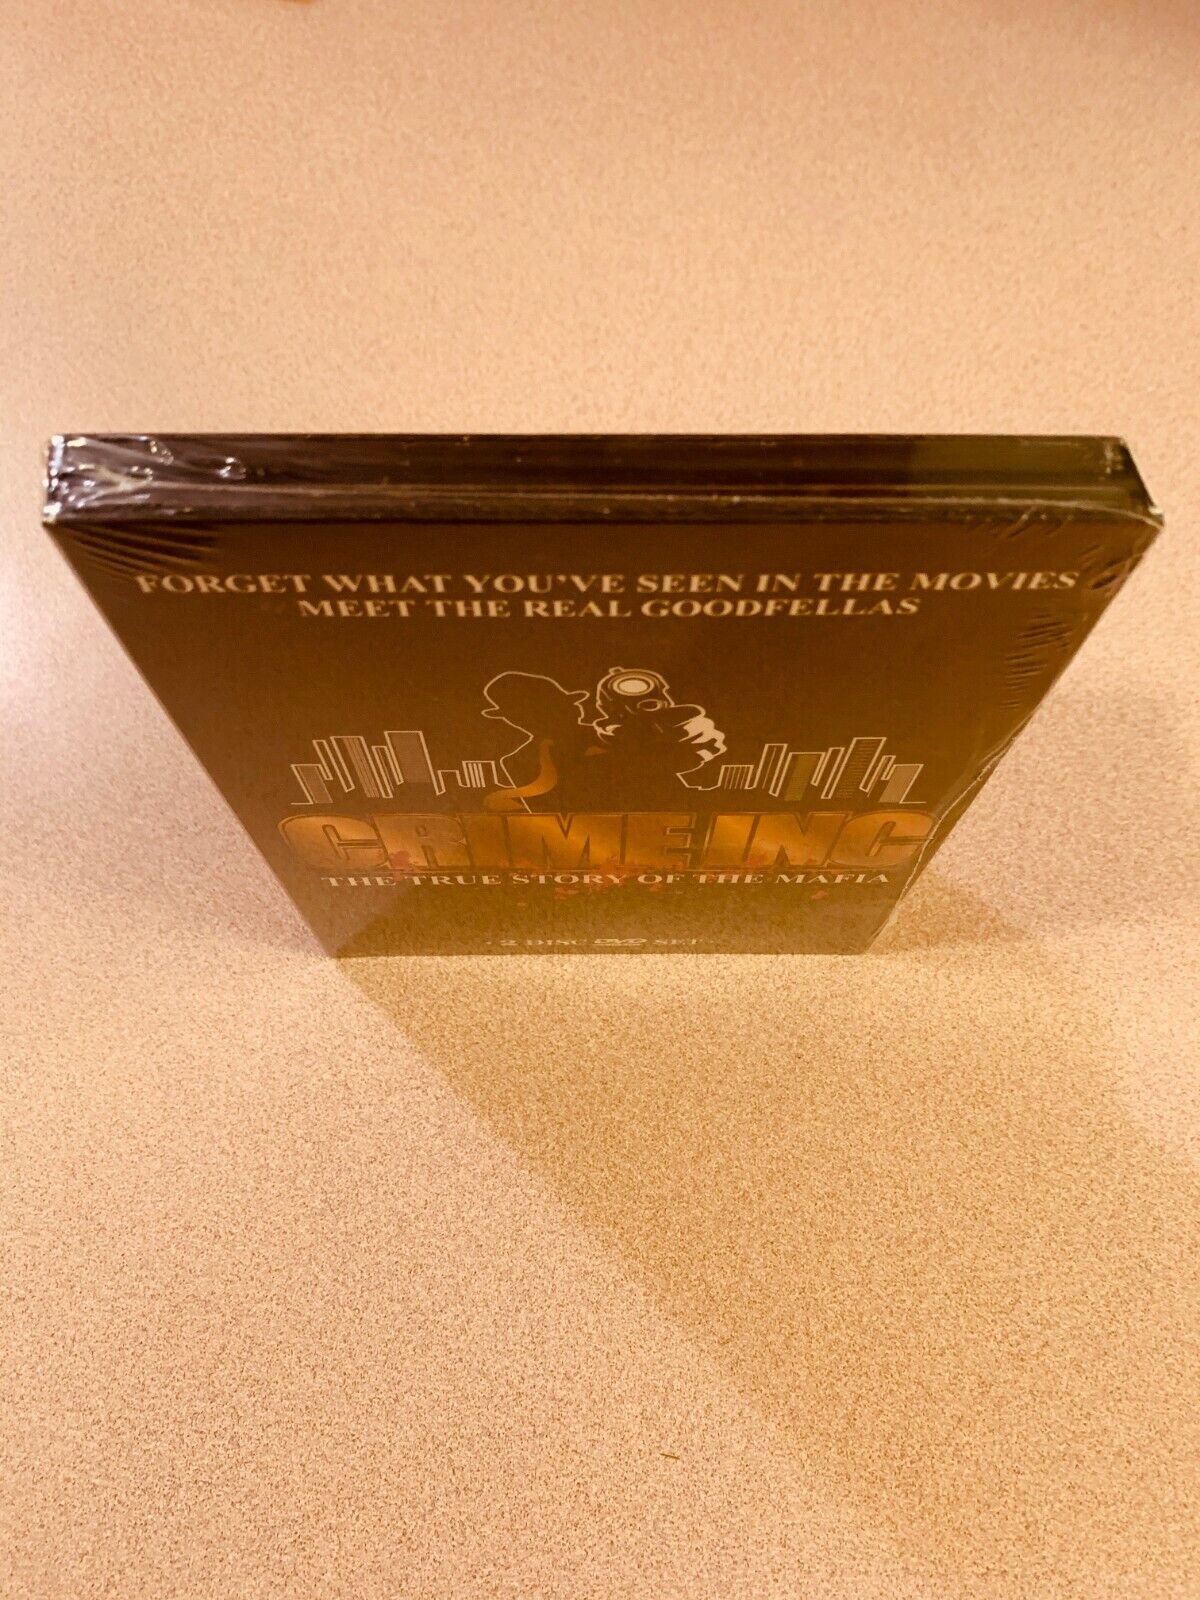 FORGET WHAT YOU'VE SEEN IN THE MOVIES
MEET THE REAL GOODFELLAS
CRIME INC
THE TRUE STORY OF THE MAFIA
· 2 DISC DVD SET ·